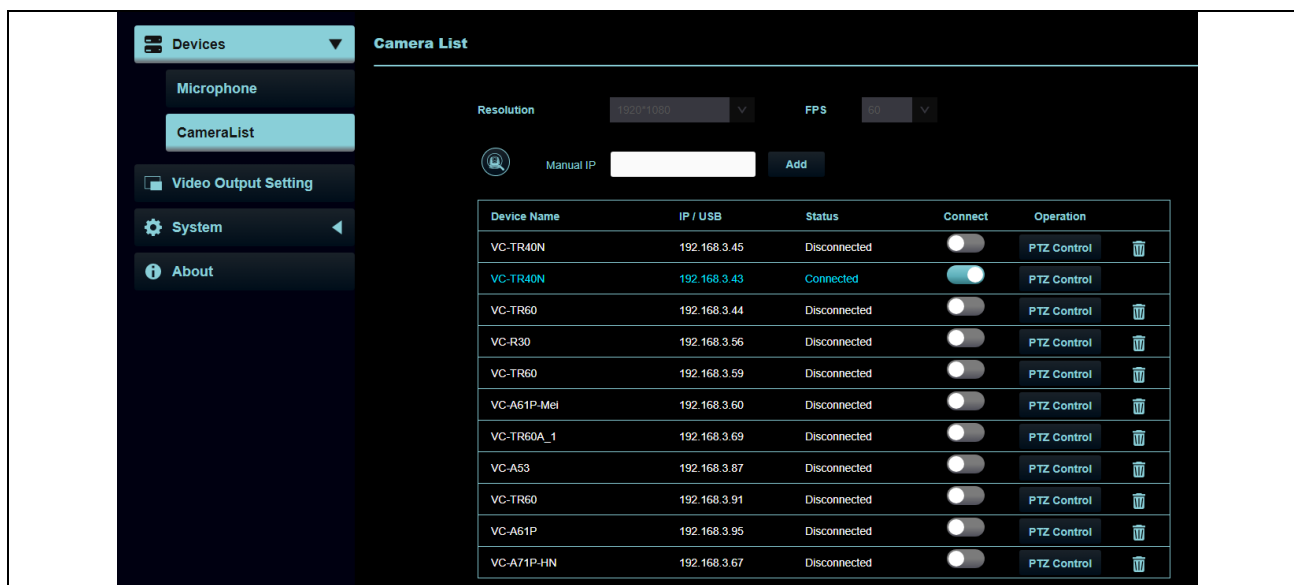 Devices
Microphone
CameraList
Video Output Setting
System
About
Camera List
Resolution 1920*1080 FPS 60
Manual IP Add
Device Name IP / USB Status Connect Operation
VC-TR40N 192.168.3.45 Disconnected PTZ Control
VC-TR40N 192.168.3.43 Connected PTZ Control
VC-TR60 192.168.3.44 Disconnected PTZ Control
VC-R30 192.168.3.56 Disconnected PTZ Control
VC-TR60 192.168.3.59 Disconnected PTZ Control
VC-A61P-Mei 192.168.3.60 Disconnected PTZ Control
VC-TR60A_1 192.168.3.69 Disconnected PTZ Control
VC-A53 192.168.3.87 Disconnected PTZ Control
VC-TR60 192.168.3.91 Disconnected PTZ Control
VC-A61P 192.168.3.95 Disconnected PTZ Control
VC-A71P-HN 192.168.3.67 Disconnected PTZ Control